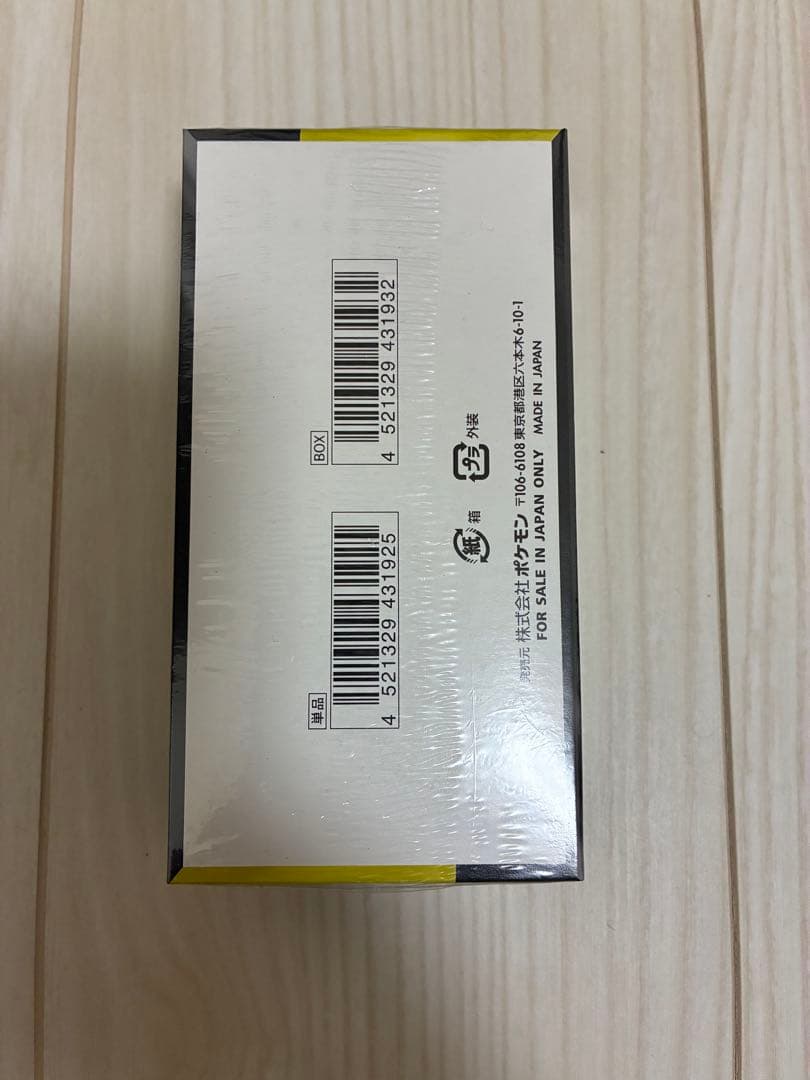 単品
4 521329 431925
BOX
4 521329 431932
紙 箱
プラ 外装
発売元 株式会社 ポケモン 〒106-6108 東京都港区六本木6-10-1
FOR SALE IN JAPAN ONLY MADE IN JAPAN